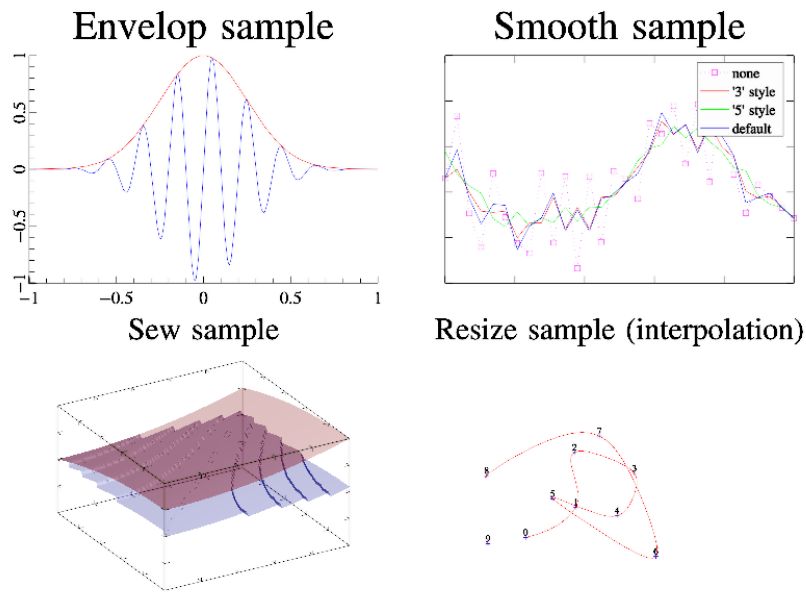 Envelop sample
Smooth sample
1
0.5
0
−0.5
−1
−1
−0.5
0
0.5
1
none
'3' style
'5' style
default
Sew sample
Resize sample (interpolation)
7
2
3
8
5
1
4
9
0
6